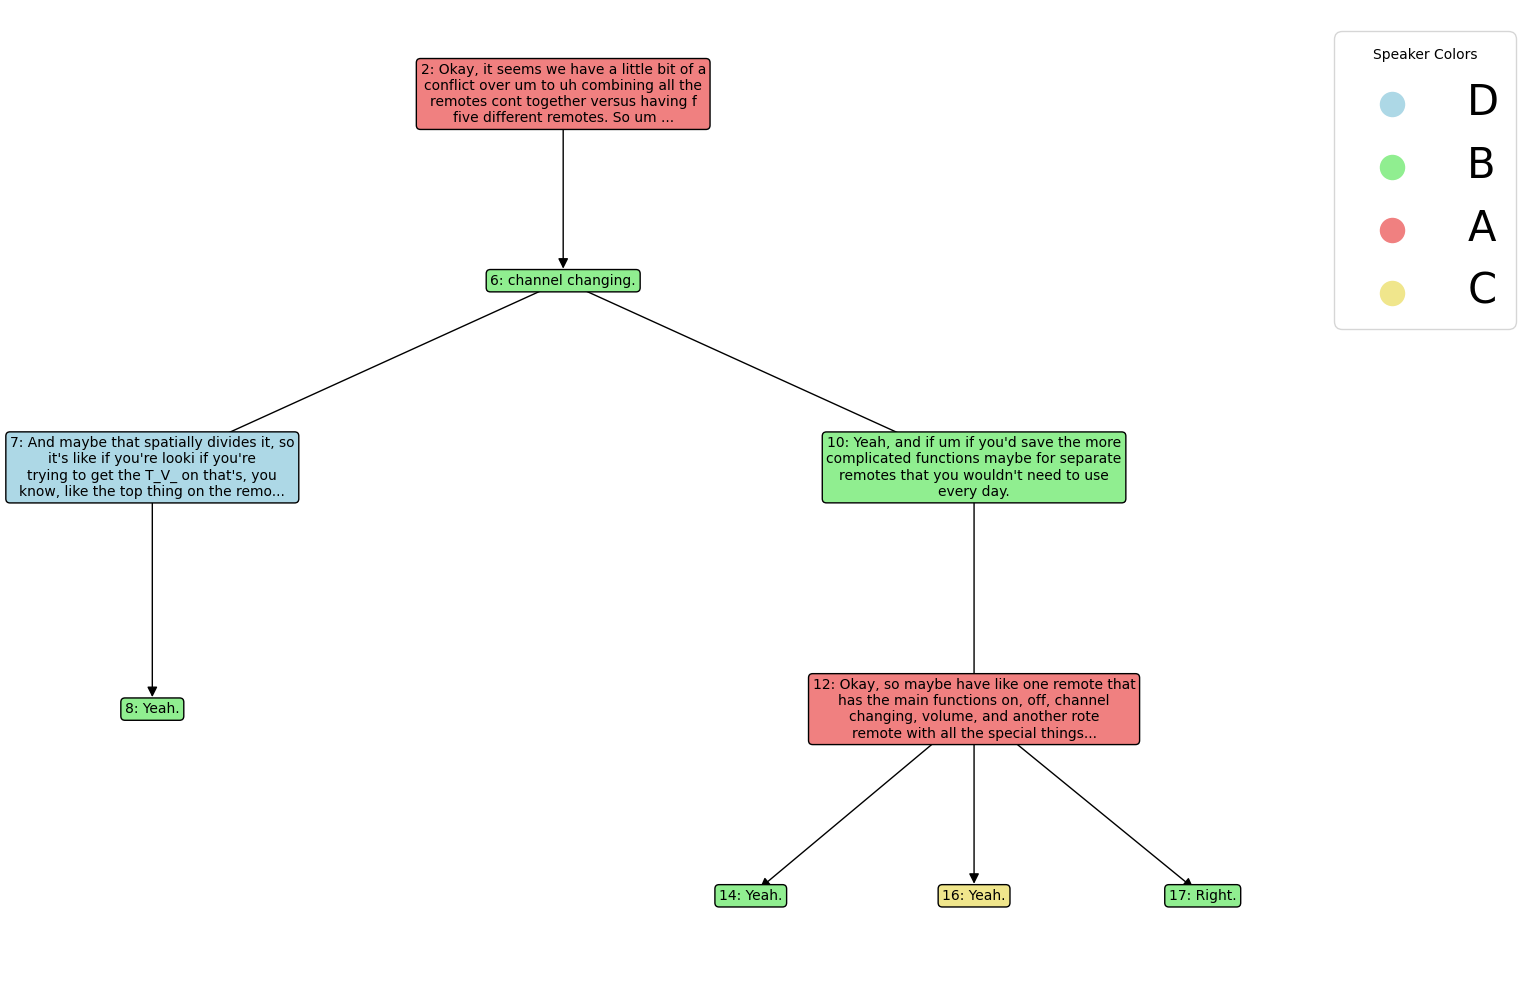 2: Okay, it seems we have a little bit of a
conflict over um to uh combining all the
remotes cont together versus having f
five different remotes. So um ...
6: channel changing.
7: And maybe that spatially divides it, so
it's like if you're looki if you're
trying to get the T_V_ on that's, you
know, like the top thing on the remo...
10: Yeah, and if um if you'd save the more
complicated functions maybe for separate
remotes that you wouldn't need to use
every day.
8: Yeah.
12: Okay, so maybe have like one remote that
has the main functions on, off, channel
changing, volume, and another rote
remote with all the special things...
14: Yeah.
16: Yeah.
17: Right.
Speaker Colors
D
B
A
C